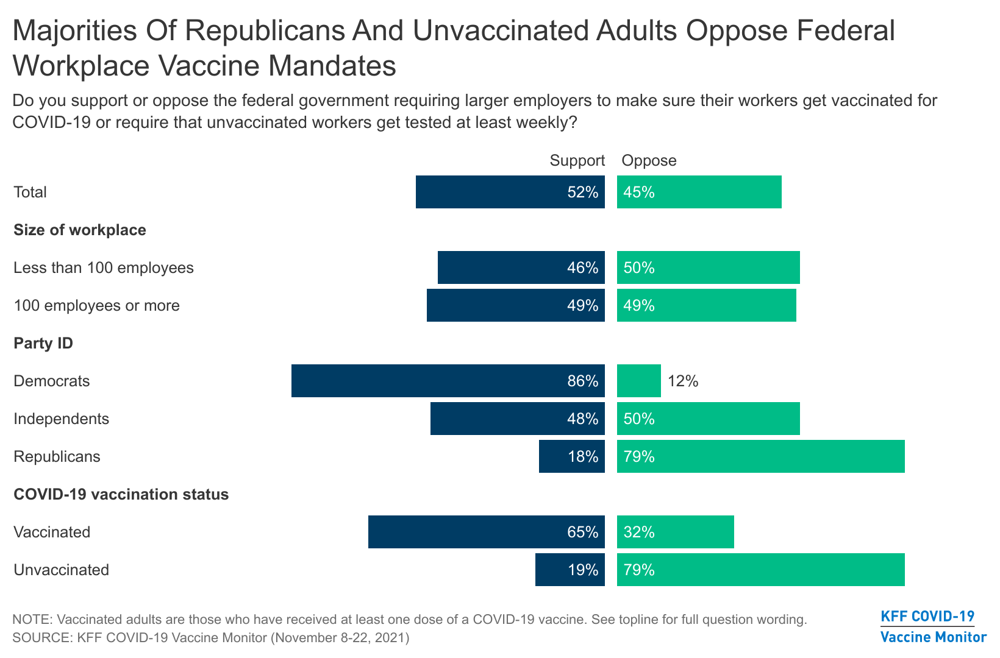 Majorities Of Republicans And Unvaccinated Adults Oppose Federal
Workplace Vaccine Mandates
Do you support or oppose the federal government requiring larger employers to make sure their workers get vaccinated for
COVID-19 or require that unvaccinated workers get tested at least weekly?
Support Oppose
Total 52% 45%
Size of workplace
Less than 100 employees 46% 50%
100 employees or more 49% 49%
Party ID
Democrats 86% 12%
Independents 48% 50%
Republicans 18% 79%
COVID-19 vaccination status
Vaccinated 65% 32%
Unvaccinated 19% 79%
NOTE: Vaccinated adults are those who have received at least one dose of a COVID-19 vaccine. See topline for full question wording.
SOURCE: KFF COVID-19 Vaccine Monitor (November 8-22, 2021)
KFF COVID-19
Vaccine Monitor